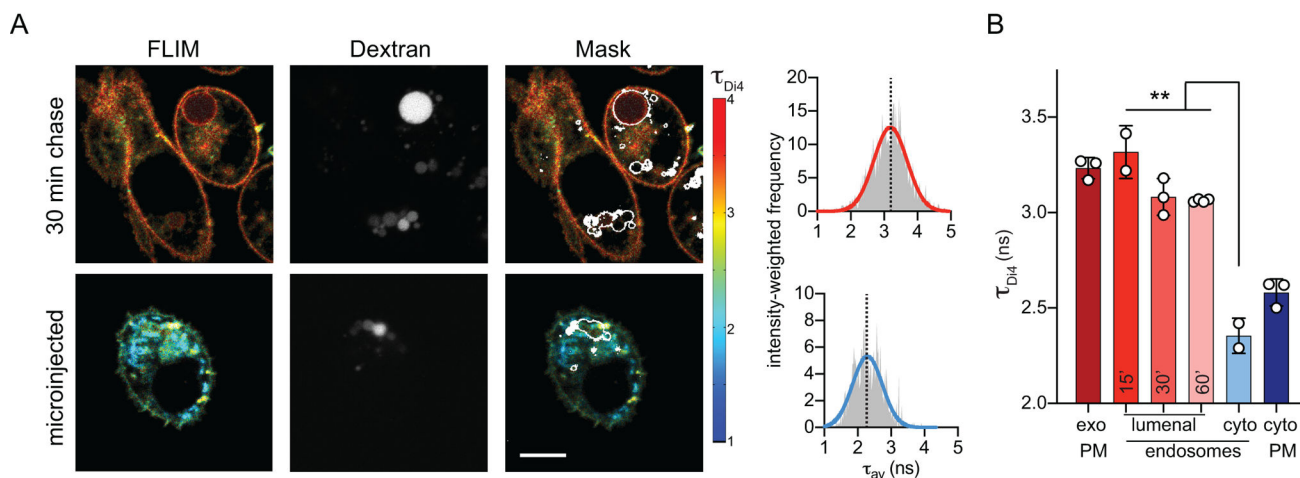 A
FLIM
Dextran
Mask
30 min chase
τDi4
4
3
2
1
microinjected
intensity-weighted frequency
20
15
10
5
0
1 2 3 4 5
10
8
6
4
2
0
1 2 3 4 5
τav (ns)
B
τDi4 (ns)
3.5
3.0
2.5
2.0
**
15' 30' 60'
exo lumenal cyto cyto
PM endosomes PM